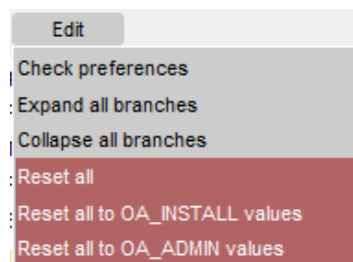 Edit
Check preferences
Expand all branches
Collapse all branches
Reset all
Reset all to OA_INSTALL values
Reset all to OA_ADMIN values